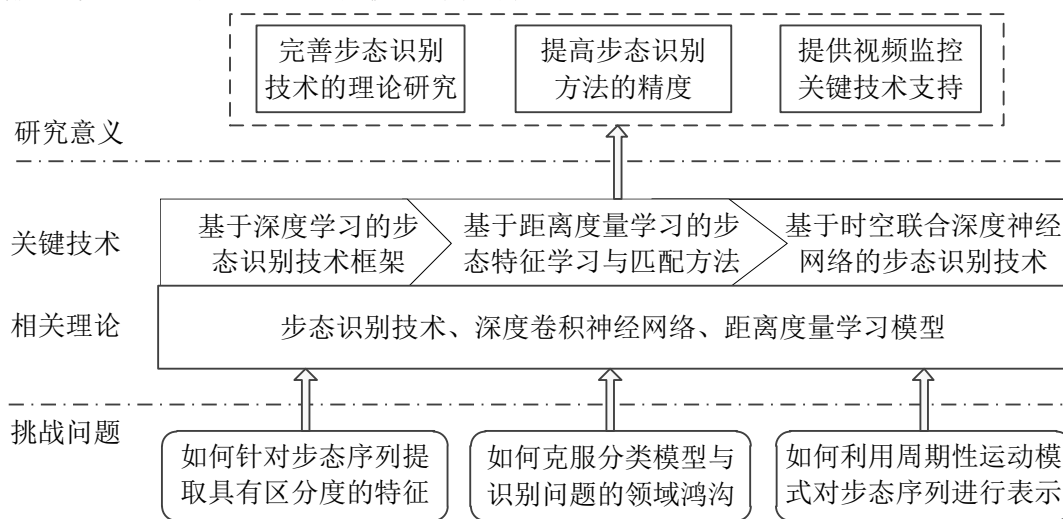 完善步态识别
技术的理论研究
提高步态识别
方法的精度
提供视频监控
关键技术支持
研究意义
关键技术
基于深度学习的步
态识别技术框架
基于距离度量学习的步
态特征学习与匹配方法
基于时空联合深度神经
网络的步态识别技术
相关理论
步态识别技术、深度卷积神经网络、距离度量学习模型
挑战问题
如何针对步态序列提
取具有区分度的特征
如何克服分类模型与
识别问题的领域鸿沟
如何利用周期性运动模
式对步态序列进行表示